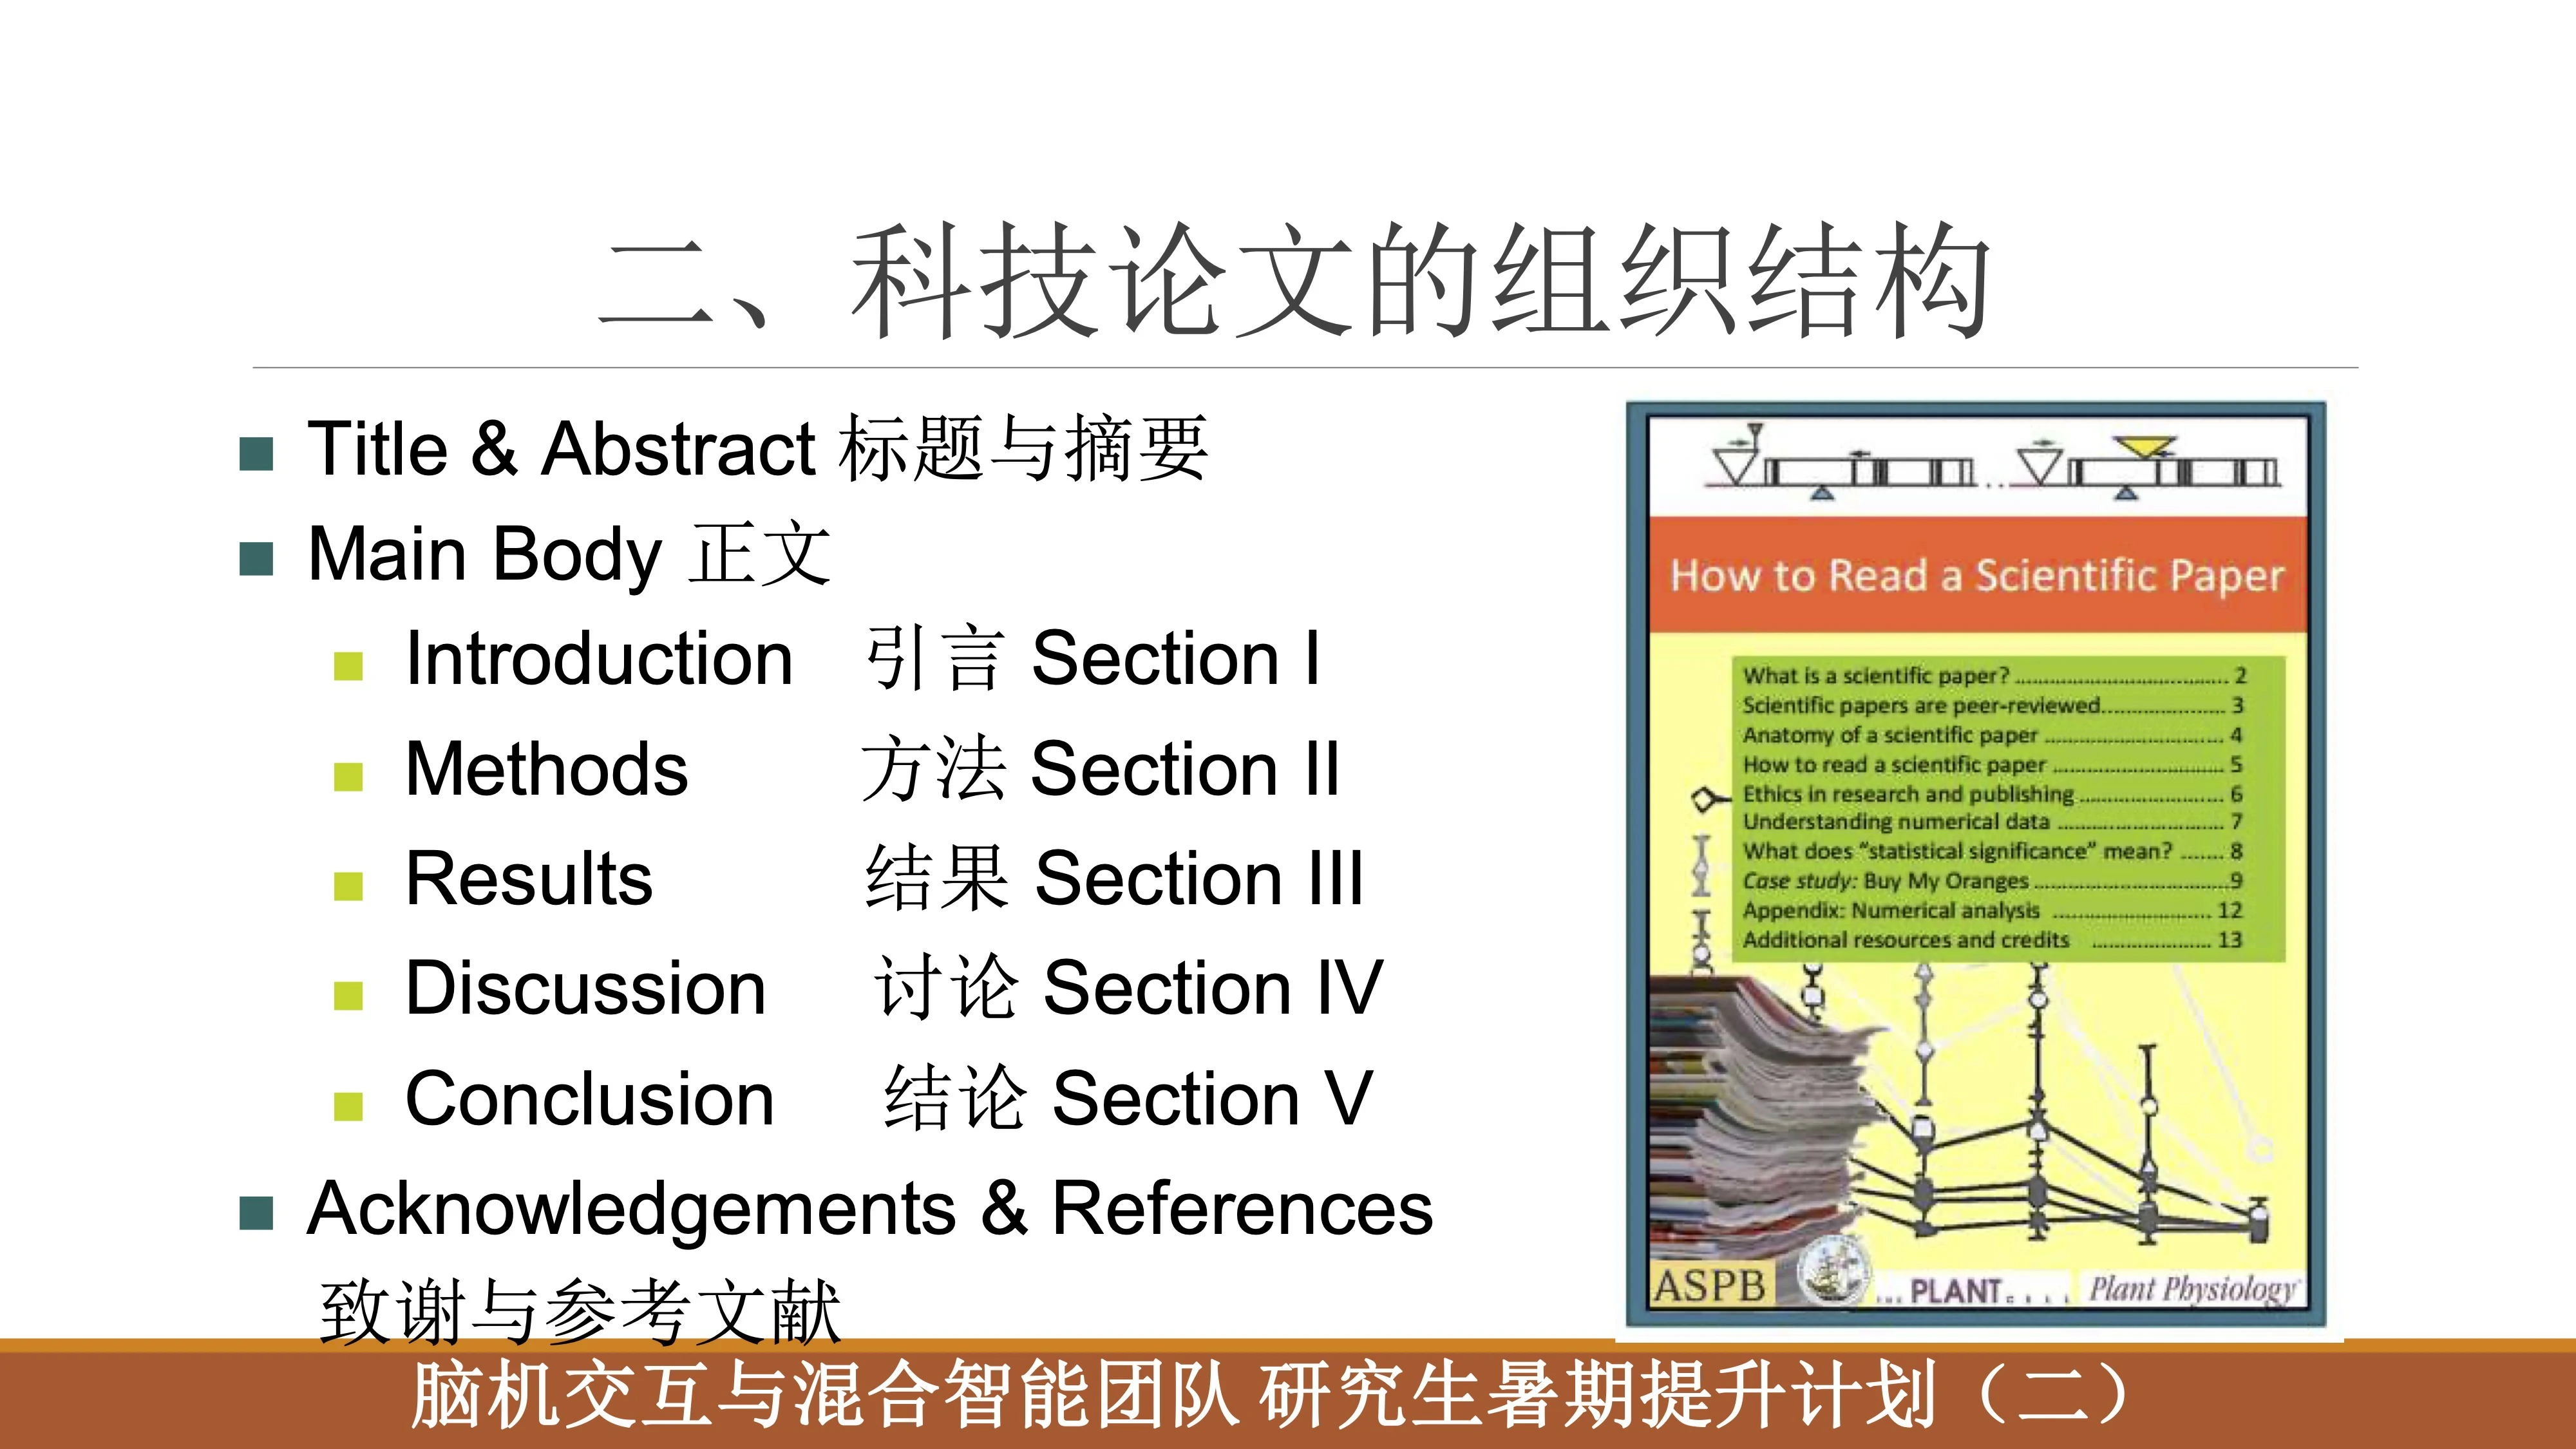 二、科技论文的组织结构
Title & Abstract 标题与摘要
Main Body 正文
Introduction 引言 Section I
Methods 方法 Section II
Results 结果 Section III
Discussion 讨论 Section IV
Conclusion 结论 Section V
Acknowledgements & References
致谢与参考文献
How to Read a Scientific Paper
What is a scientific paper? ........................................ 2
Scientific papers are peer-reviewed....................... 3
Anatomy of a scientific paper ................................. 4
How to read a scientific paper ............................... 5
Ethics in research and publishing .......................... 6
Understanding numerical data ............................... 7
What does “statistical significance” mean? ....... 8
Case study: Buy My Oranges ...................................9
Appendix: Numerical analysis ............................ 12
Additional resources and credits ..................... 13
ASPB
PLANT
Plant Physiology
脑机交互与混合智能团队 研究生暑期提升计划（二）